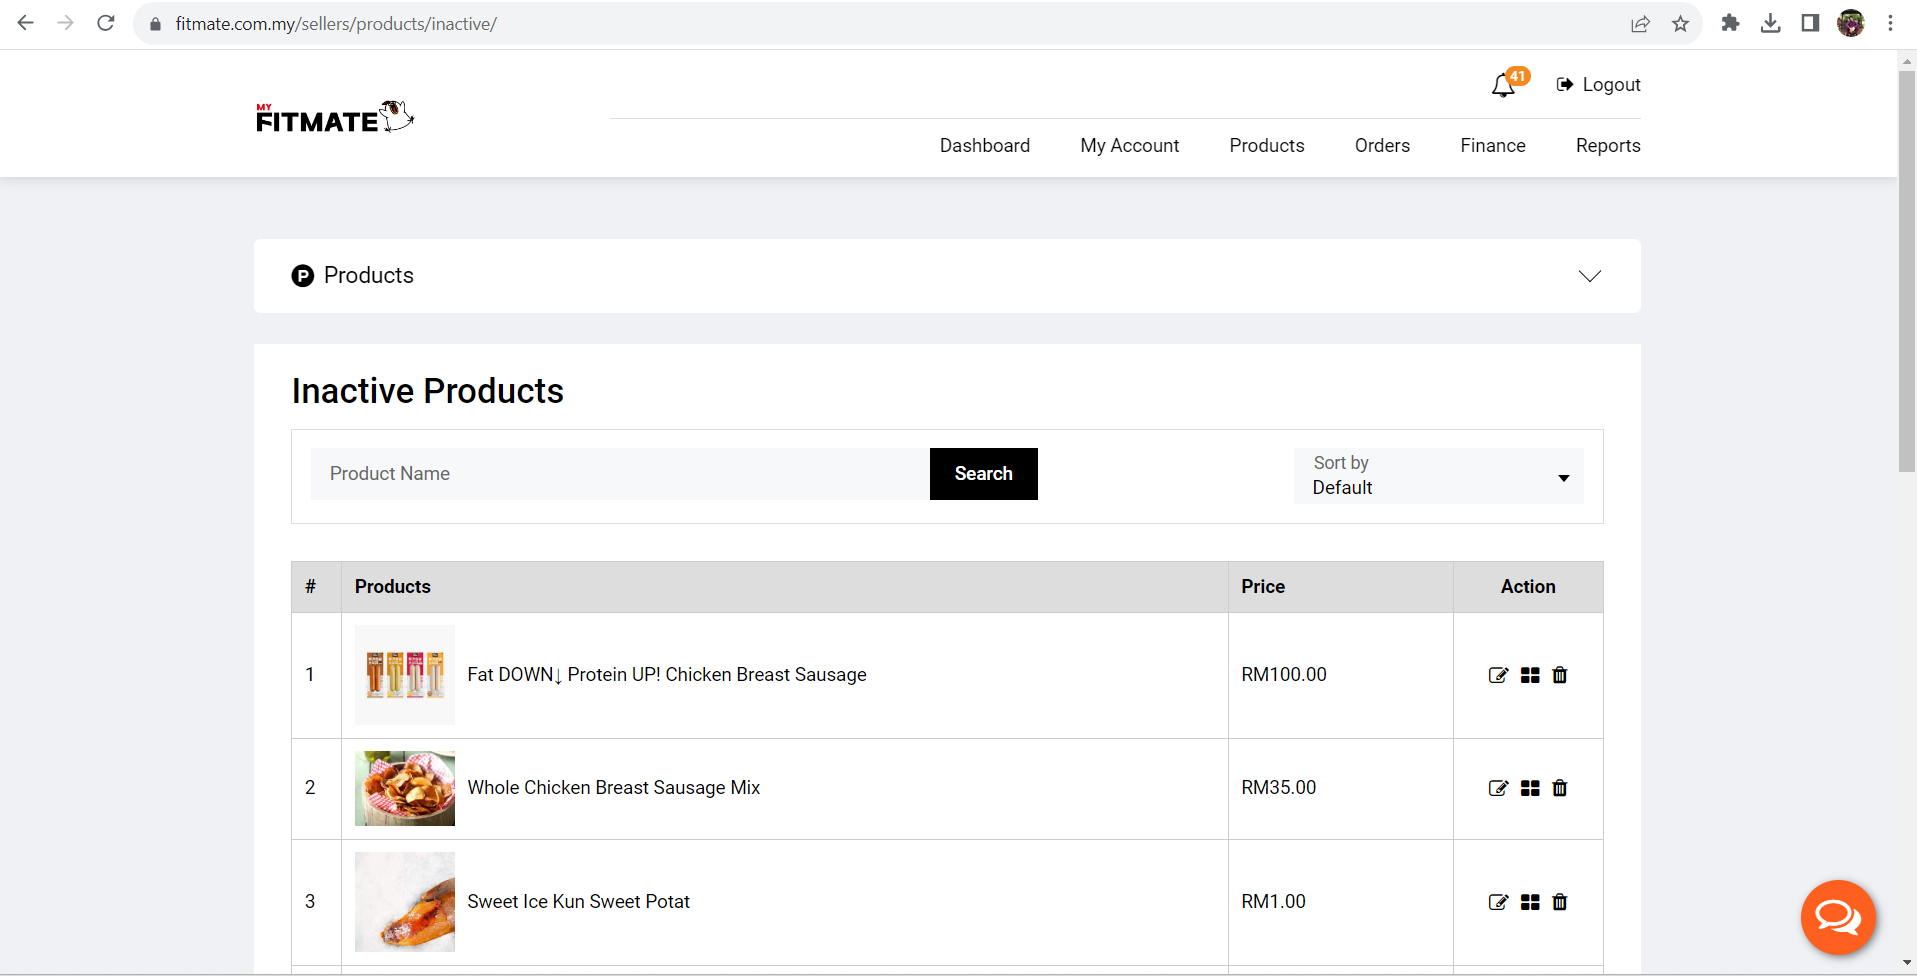 fitmate.com.my/sellers/products/inactive/
41
Logout
MY
FITMATE
Dashboard My Account Products Orders Finance Reports
P Products
Inactive Products
Product Name Search
Sort by
Default
# Products Price Action
1 Fat DOWN↓ Protein UP! Chicken Breast Sausage RM100.00
2 Whole Chicken Breast Sausage Mix RM35.00
3 Sweet Ice Kun Sweet Potat RM1.00